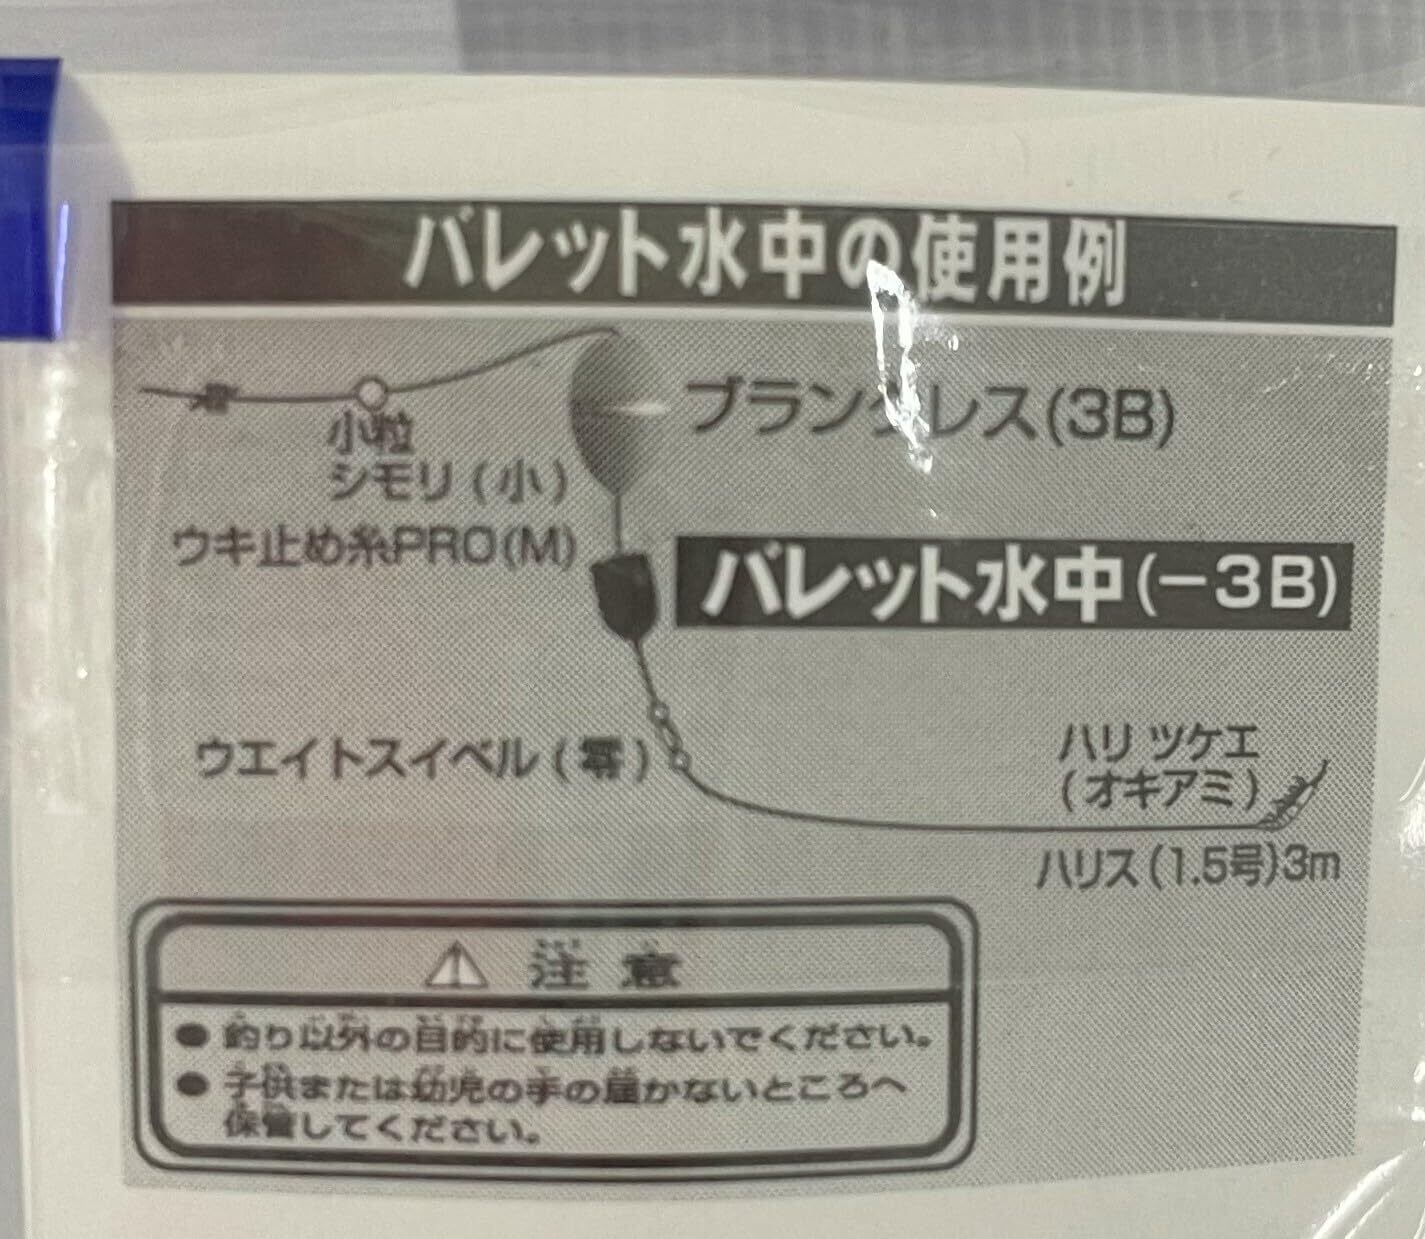 バレット水中の使用例
小粒
シモリ(小)
ウキ止め糸PRO(M)
ブランクレス(3B)
バレット水中(-3B)
ウエイトスイベル(零)
ハリ ツケエ
(オキアミ)
ハリス(1.5号)3m
注意
●釣り以外の目的に使用しないでください。
●子供または幼児の手の届かないところへ
保管してください。